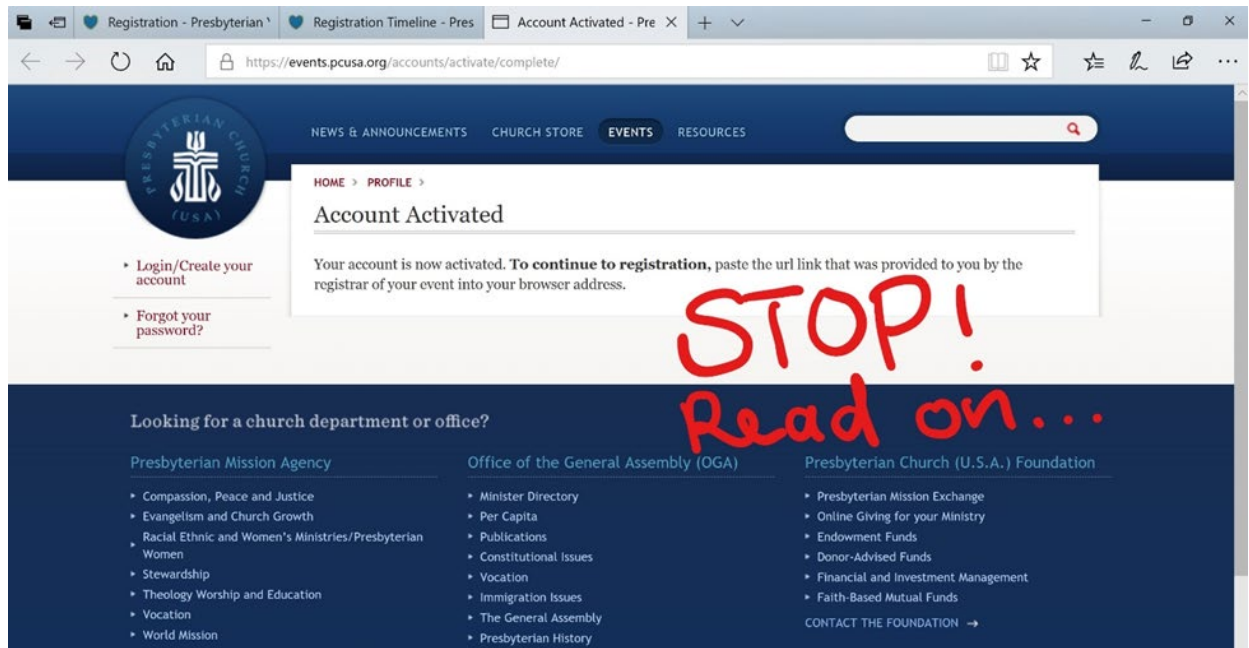 Registration - Presbyterian
Registration Timeline - Pres
Account Activated - Pre
https://events.pcusa.org/accounts/activate/complete/
PRESBYTERIAN CHURCH
(USA)
NEWS & ANNOUNCEMENTS CHURCH STORE EVENTS RESOURCES
HOME > PROFILE >
Account Activated
Login/Create your
account
Forgot your
password?
Your account is now activated. To continue to registration, paste the url link that was provided to you by the
registrar of your event into your browser address.
STOP!
Read on...
Looking for a church department or office?
Presbyterian Mission Agency
Compassion, Peace and Justice
Evangelism and Church Growth
Racial Ethnic and Women's Ministries/Presbyterian
Women
Stewardship
Theology Worship and Education
Vocation
World Mission
Office of the General Assembly (OGA)
Minister Directory
Per Capita
Publications
Constitutional Issues
Vocation
Immigration Issues
The General Assembly
Presbyterian History
Presbyterian Church (U.S.A.) Foundation
Presbyterian Mission Exchange
Online Giving for your Ministry
Endowment Funds
Donor-Advised Funds
Financial and Investment Management
Faith-Based Mutual Funds
CONTACT THE FOUNDATION →